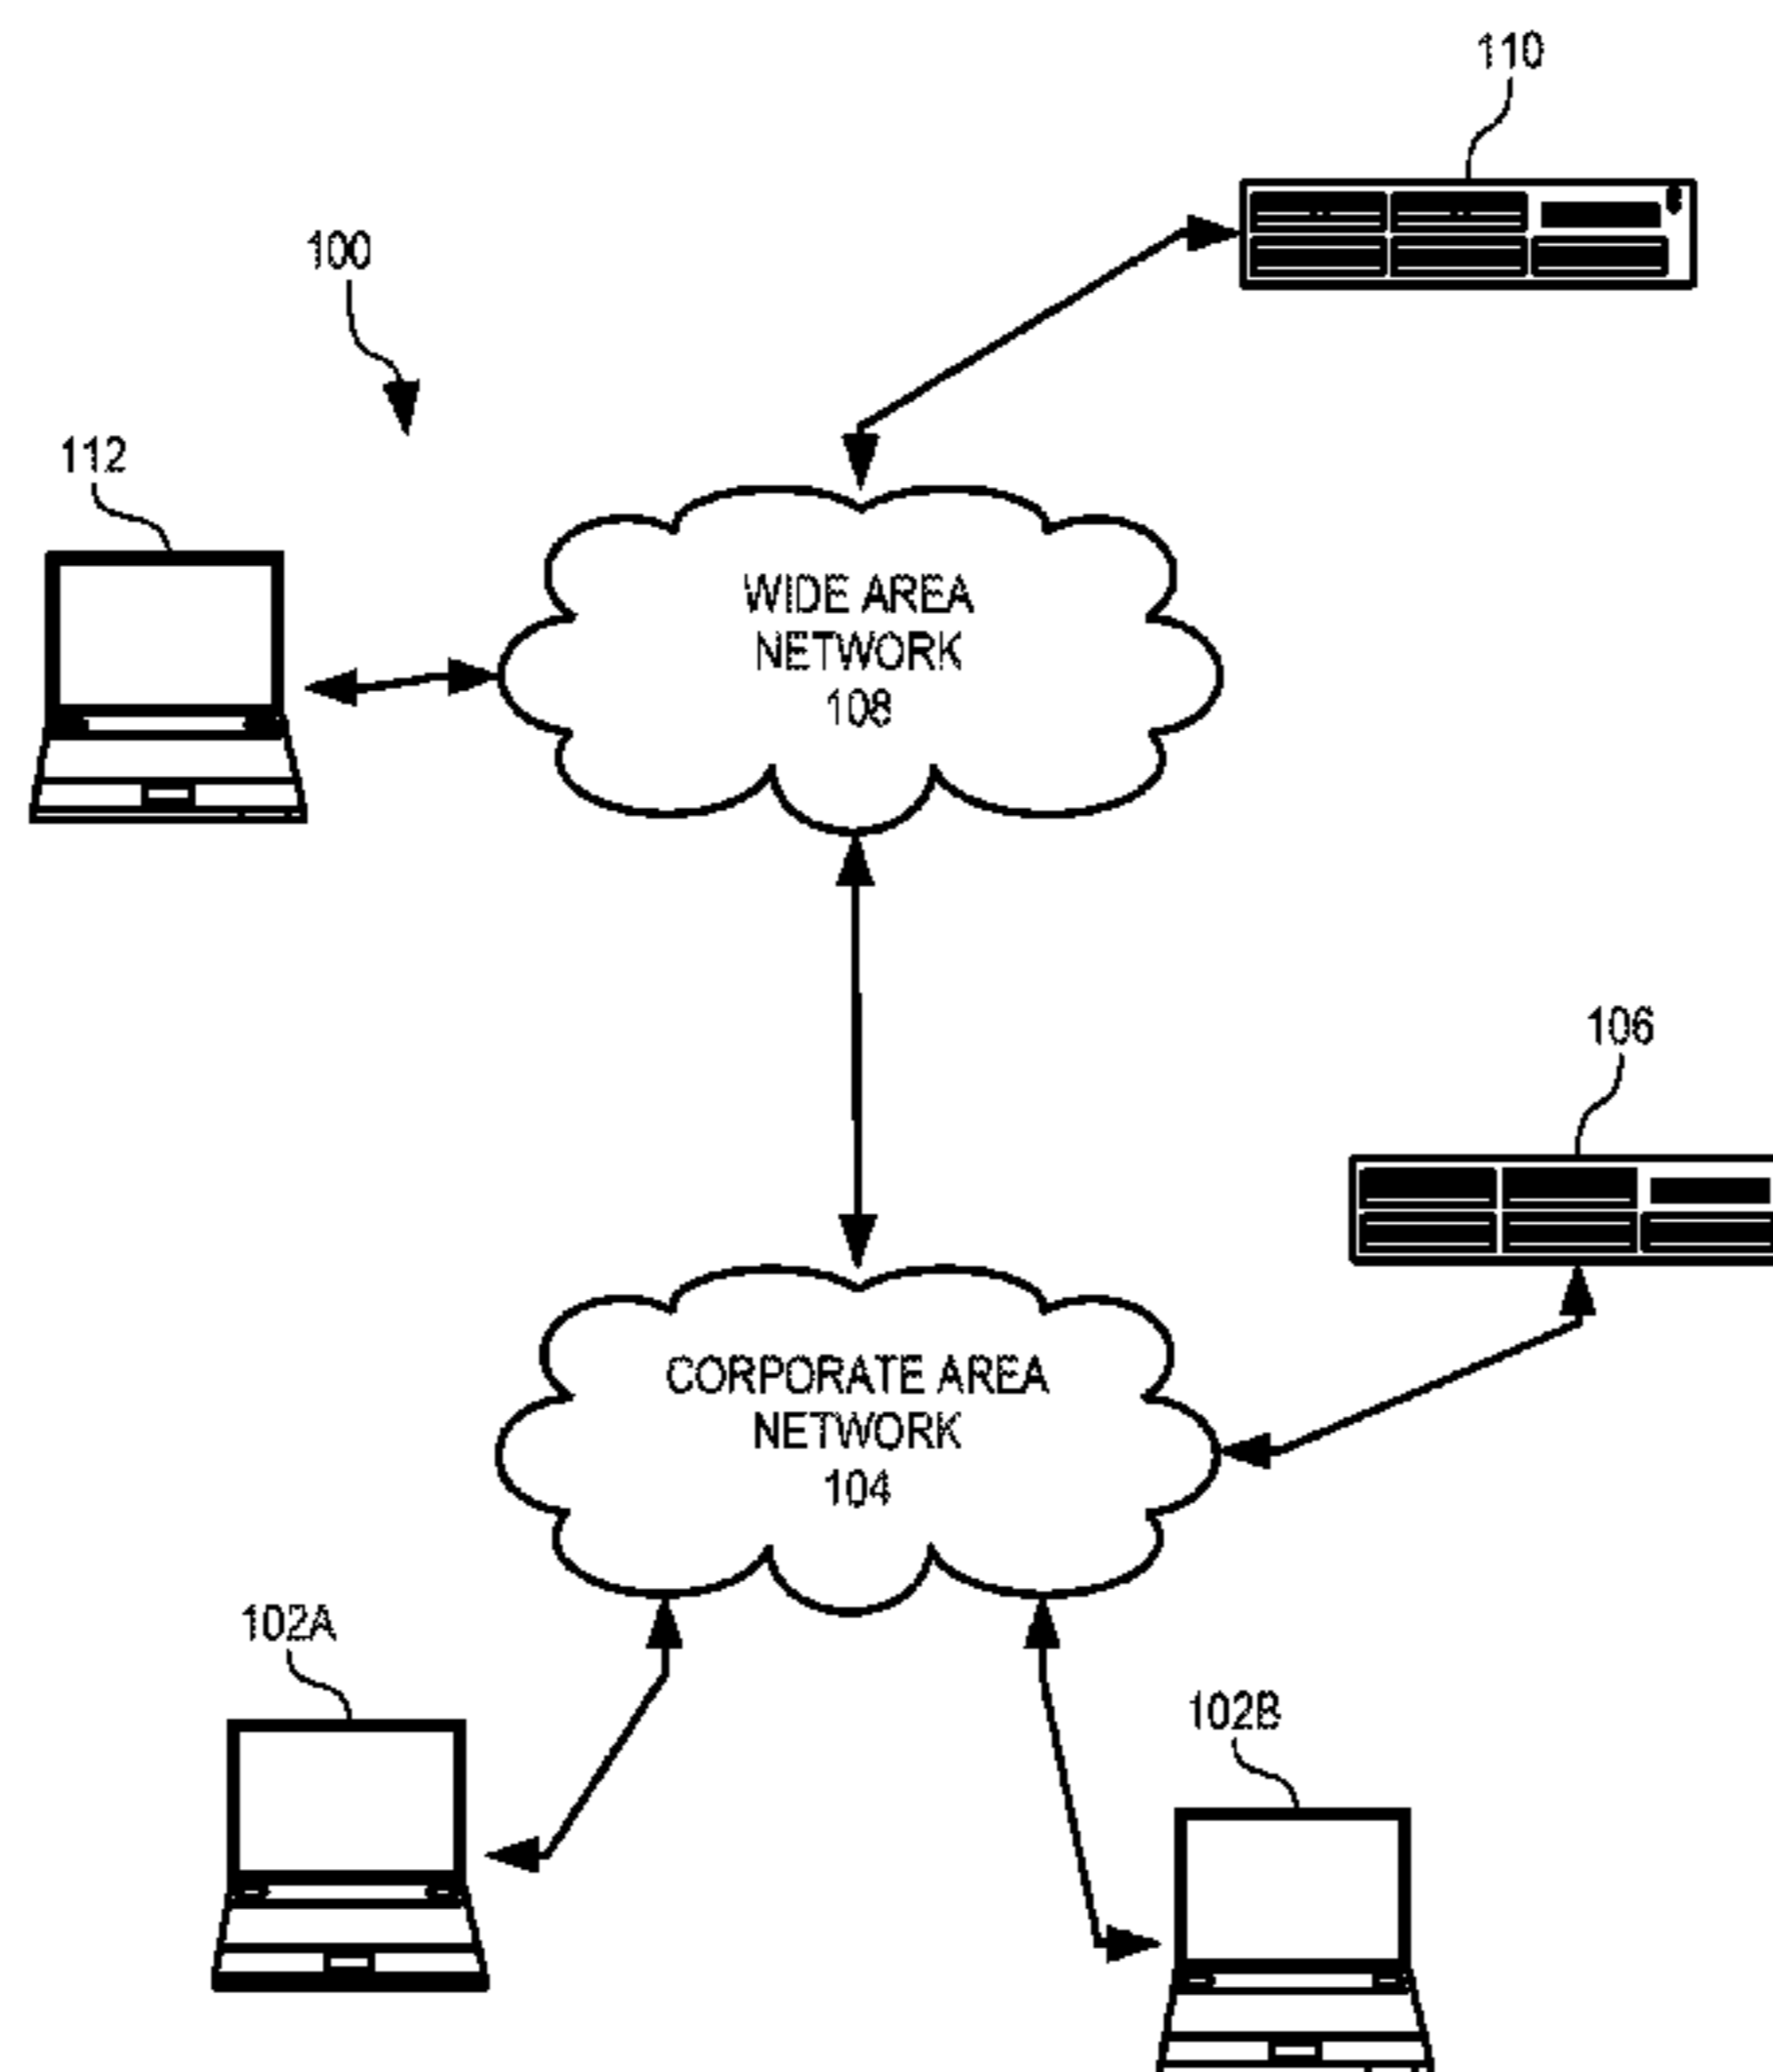 110
100
112
WIDE AREA
NETWORK
108
106
CORPORATE AREA
NETWORK
104
102A
102B